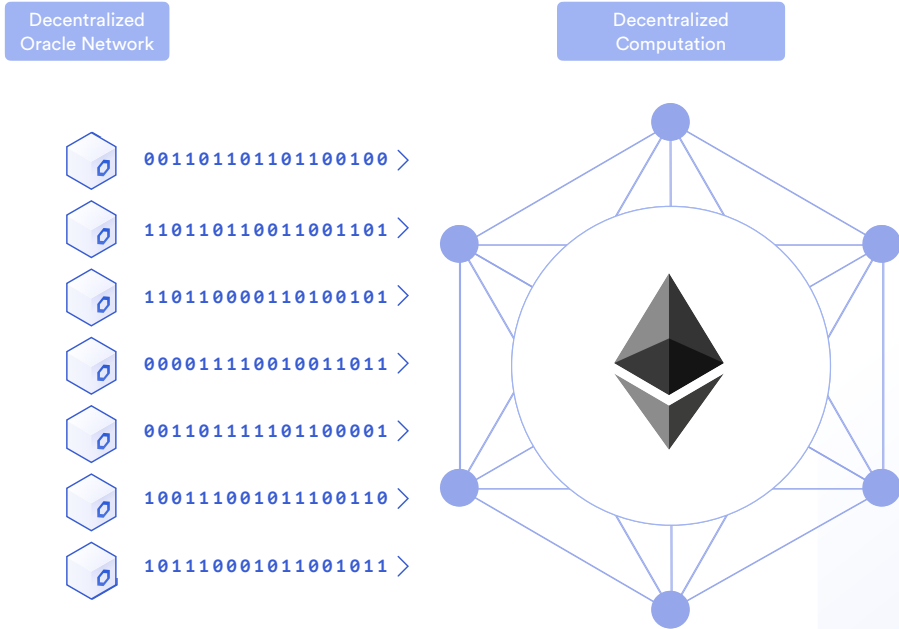 Decentralized
Oracle Network
Decentralized
Computation
001101101101100100
110110110011001101
110110000110100101
000011110010011011
001101111101100001
100111001011100110
101110001011001011